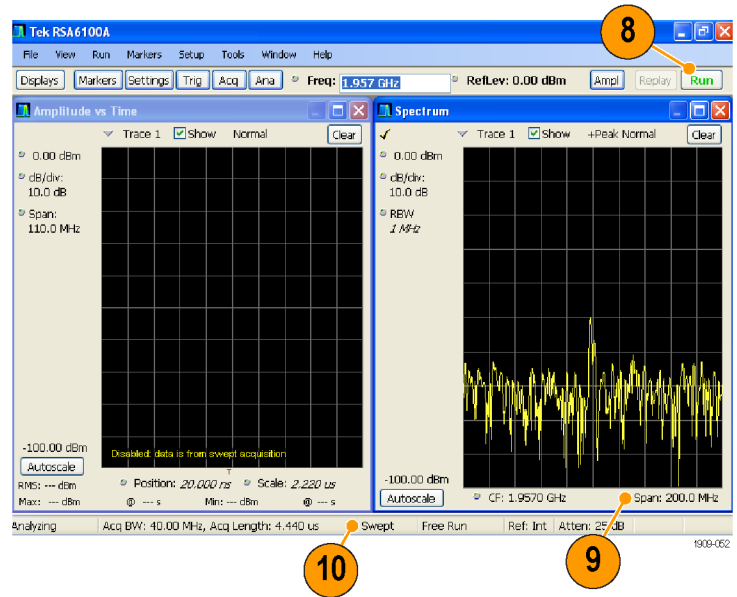 Tek RSA6100A
8
File View Run Markers Setup Tools Window Help
Displays Markers Settings Trig Acq Ana Freq: 1.957 GHz RefLev: 0.00 dBm Ampl Replay Run
Amplitude vs Time
Trace 1 Show Normal Clear
0.00 dBm
dB/div:
10.0 dB
Span:
110.0 MHz
-100.00 dBm
Disabled: data is from swept acquisition
Autoscale
T
Position: 20.000 ns Scale: 2.220 us
RMS: --- dBm
Max: --- dBm @ --- s Min: --- dBm @ --- s
Spectrum
Trace 1 Show +Peak Normal Clear
0.00 dBm
dB/div:
10.0 dB
RBW
1 MHz
-100.00 dBm
Autoscale CF: 1.9570 GHz Span: 200.0 MHz
Analyzing Acq BW: 40.00 MHz, Acq Length: 4.440 us Swept Free Run Ref: Int Atten: 25 dB
1909-052
10
9